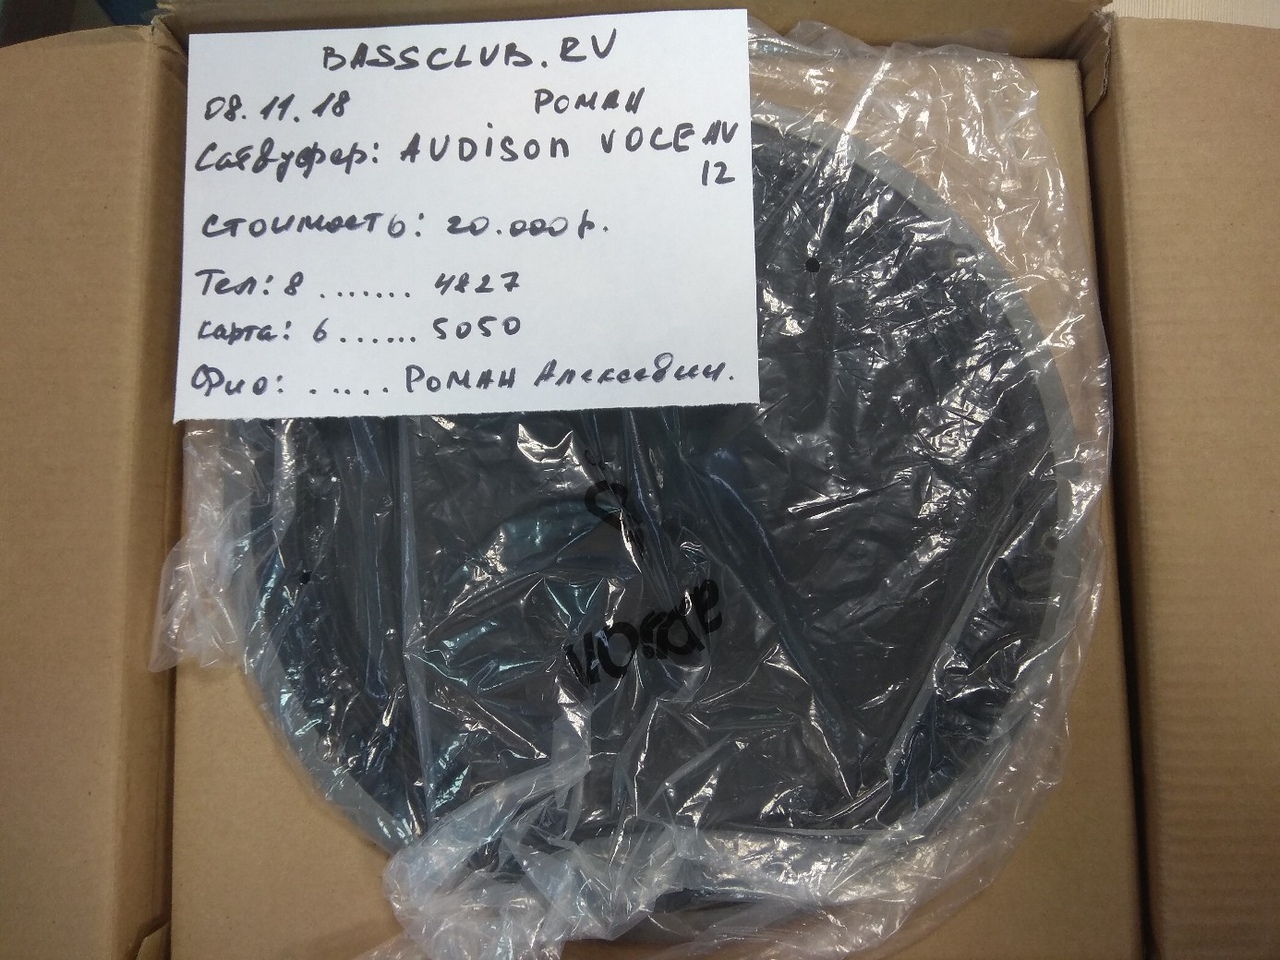 BASSCLUB.RU
08.11.18 РОМАН
Сабвуфер: AUDison VOCE AV
12
стоимость: 20.000р.
Тел: 8 ....... 4827
карта: 6 ...... 5050
Фио: ..... РОМАН Алексеевич.
voce